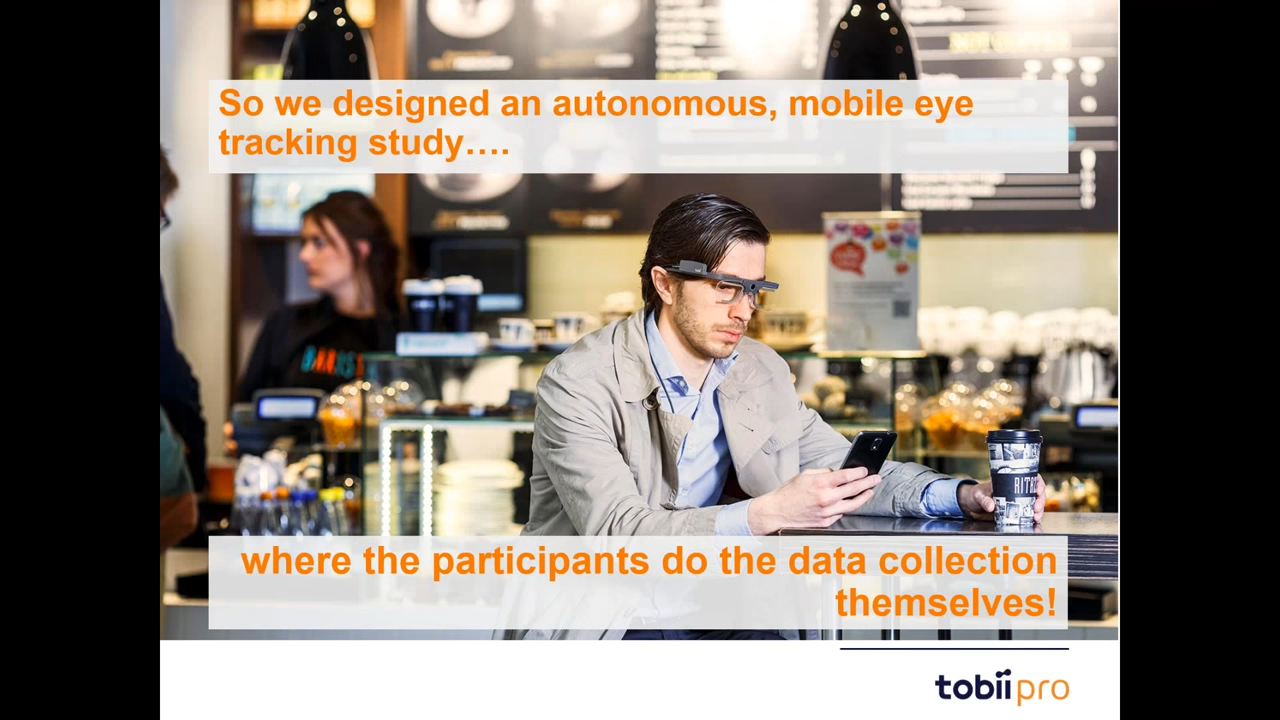 So we designed an autonomous, mobile eye
tracking study….
where the participants do the data collection
themselves!
tobii pro